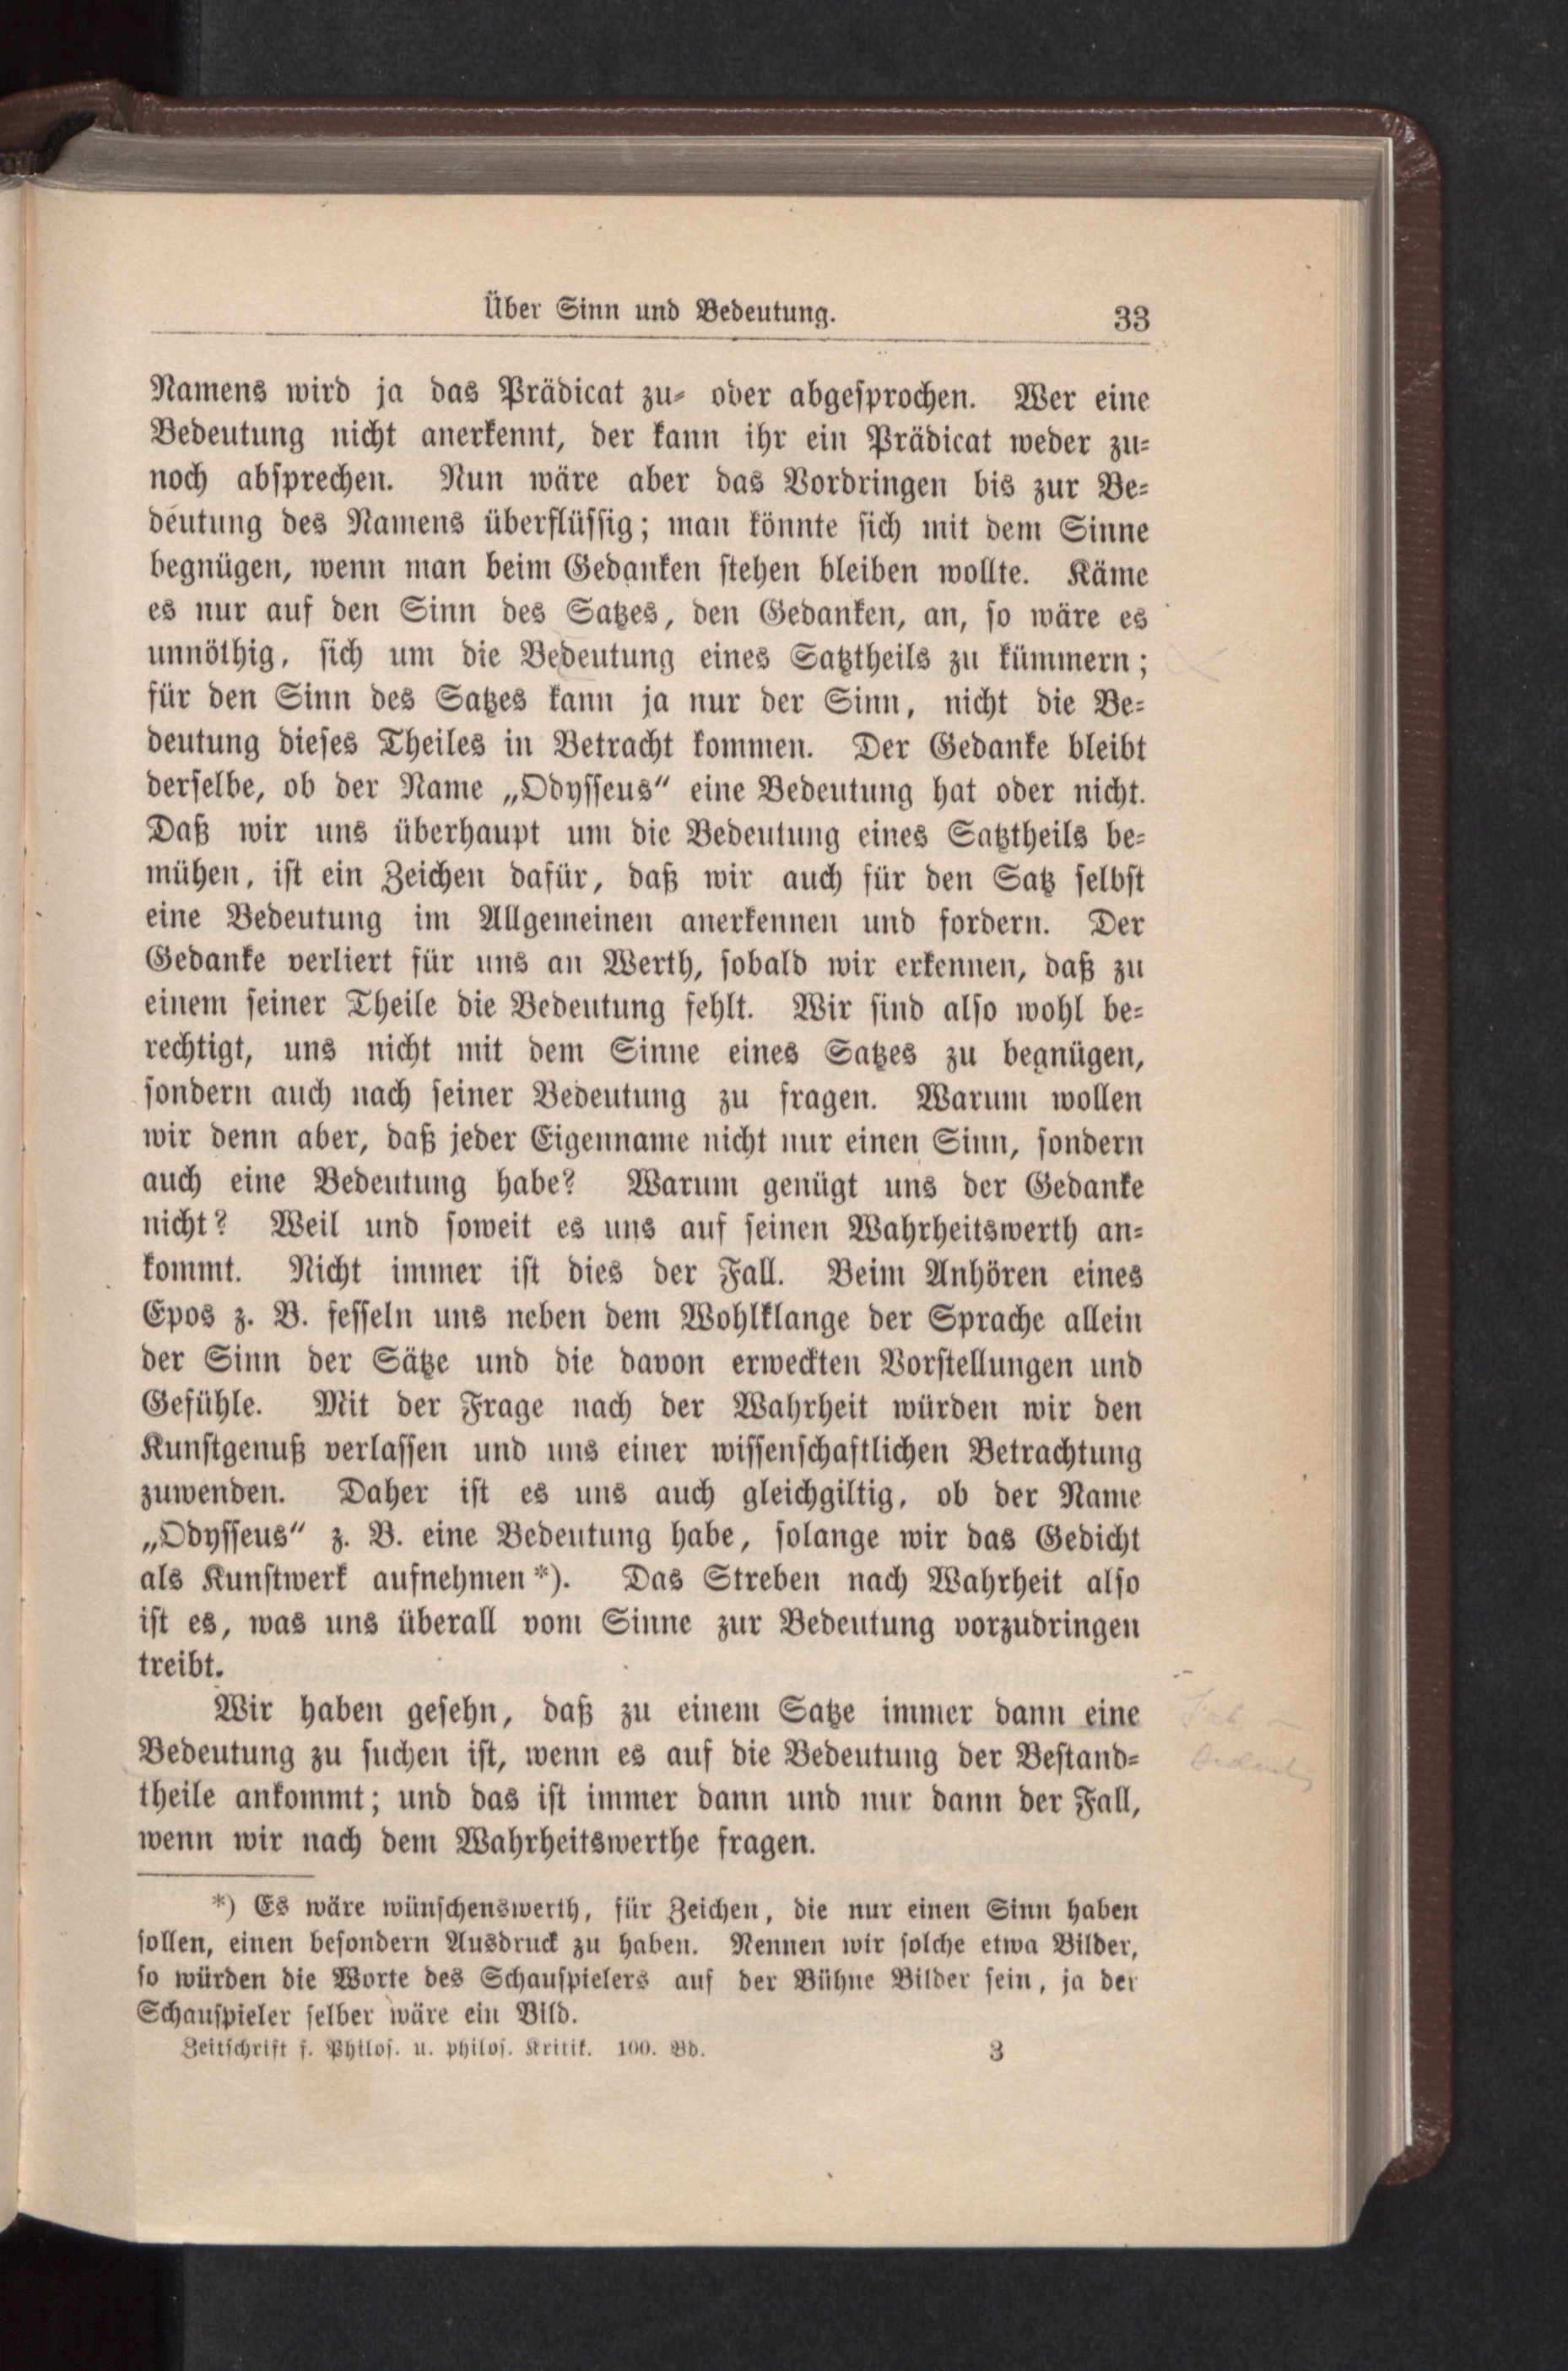 Über Sinn und Bedeutung. 33
Namens wird ja das Prädicat zu- oder abgesprochen. Wer eine
Bedeutung nicht anerkennt, der kann ihr ein Prädicat weder zu-
noch absprechen. Nun wäre aber das Vordringen bis zur Be-
deutung des Namens überflüssig; man könnte sich mit dem Sinne
begnügen, wenn man beim Gedanken stehen bleiben wollte. Käme
es nur auf den Sinn des Satzes, den Gedanken, an, so wäre es
unnöthig, sich um die Bedeutung eines Satztheils zu kümmern;
für den Sinn des Satzes kann ja nur der Sinn, nicht die Be-
deutung dieses Theiles in Betracht kommen. Der Gedanke bleibt
derselbe, ob der Name „Odysseus“ eine Bedeutung hat oder nicht.
Daß wir uns überhaupt um die Bedeutung eines Satztheils be-
mühen, ist ein Zeichen dafür, daß wir auch für den Satz selbst
eine Bedeutung im Allgemeinen anerkennen und fordern. Der
Gedanke verliert für uns an Werth, sobald wir erkennen, daß zu
einem seiner Theile die Bedeutung fehlt. Wir sind also wohl be-
rechtigt, uns nicht mit dem Sinne eines Satzes zu begnügen,
sondern auch nach seiner Bedeutung zu fragen. Warum wollen
wir denn aber, daß jeder Eigenname nicht nur einen Sinn, sondern
auch eine Bedeutung habe? Warum genügt uns der Gedanke
nicht? Weil und soweit es uns auf seinen Wahrheitswerth an-
kommt. Nicht immer ist dies der Fall. Beim Anhören eines
Epos z. B. fesseln uns neben dem Wohlklange der Sprache allein
der Sinn der Sätze und die davon erweckten Vorstellungen und
Gefühle. Mit der Frage nach der Wahrheit würden wir den
Kunstgenuß verlassen und uns einer wissenschaftlichen Betrachtung
zuwenden. Daher ist es uns auch gleichgiltig, ob der Name
„Odysseus“ z. B. eine Bedeutung habe, solange wir das Gedicht
als Kunstwerk aufnehmen*). Das Streben nach Wahrheit also
ist es, was uns überall vom Sinne zur Bedeutung vorzudringen
treibt.
Wir haben gesehn, daß zu einem Satze immer dann eine
Bedeutung zu suchen ist, wenn es auf die Bedeutung der Bestand-
theile ankommt; und das ist immer dann und nur dann der Fall,
wenn wir nach dem Wahrheitswerthe fragen.
*) Es wäre wünschenswerth, für Zeichen, die nur einen Sinn haben
sollen, einen besondern Ausdruck zu haben. Nennen wir solche etwa Bilder,
so würden die Worte des Schauspielers auf der Bühne Bilder sein, ja der
Schauspieler selber wäre ein Bild.
Zeitschrift f. Philos. u. philos. Kritik. 100. Bd. 3